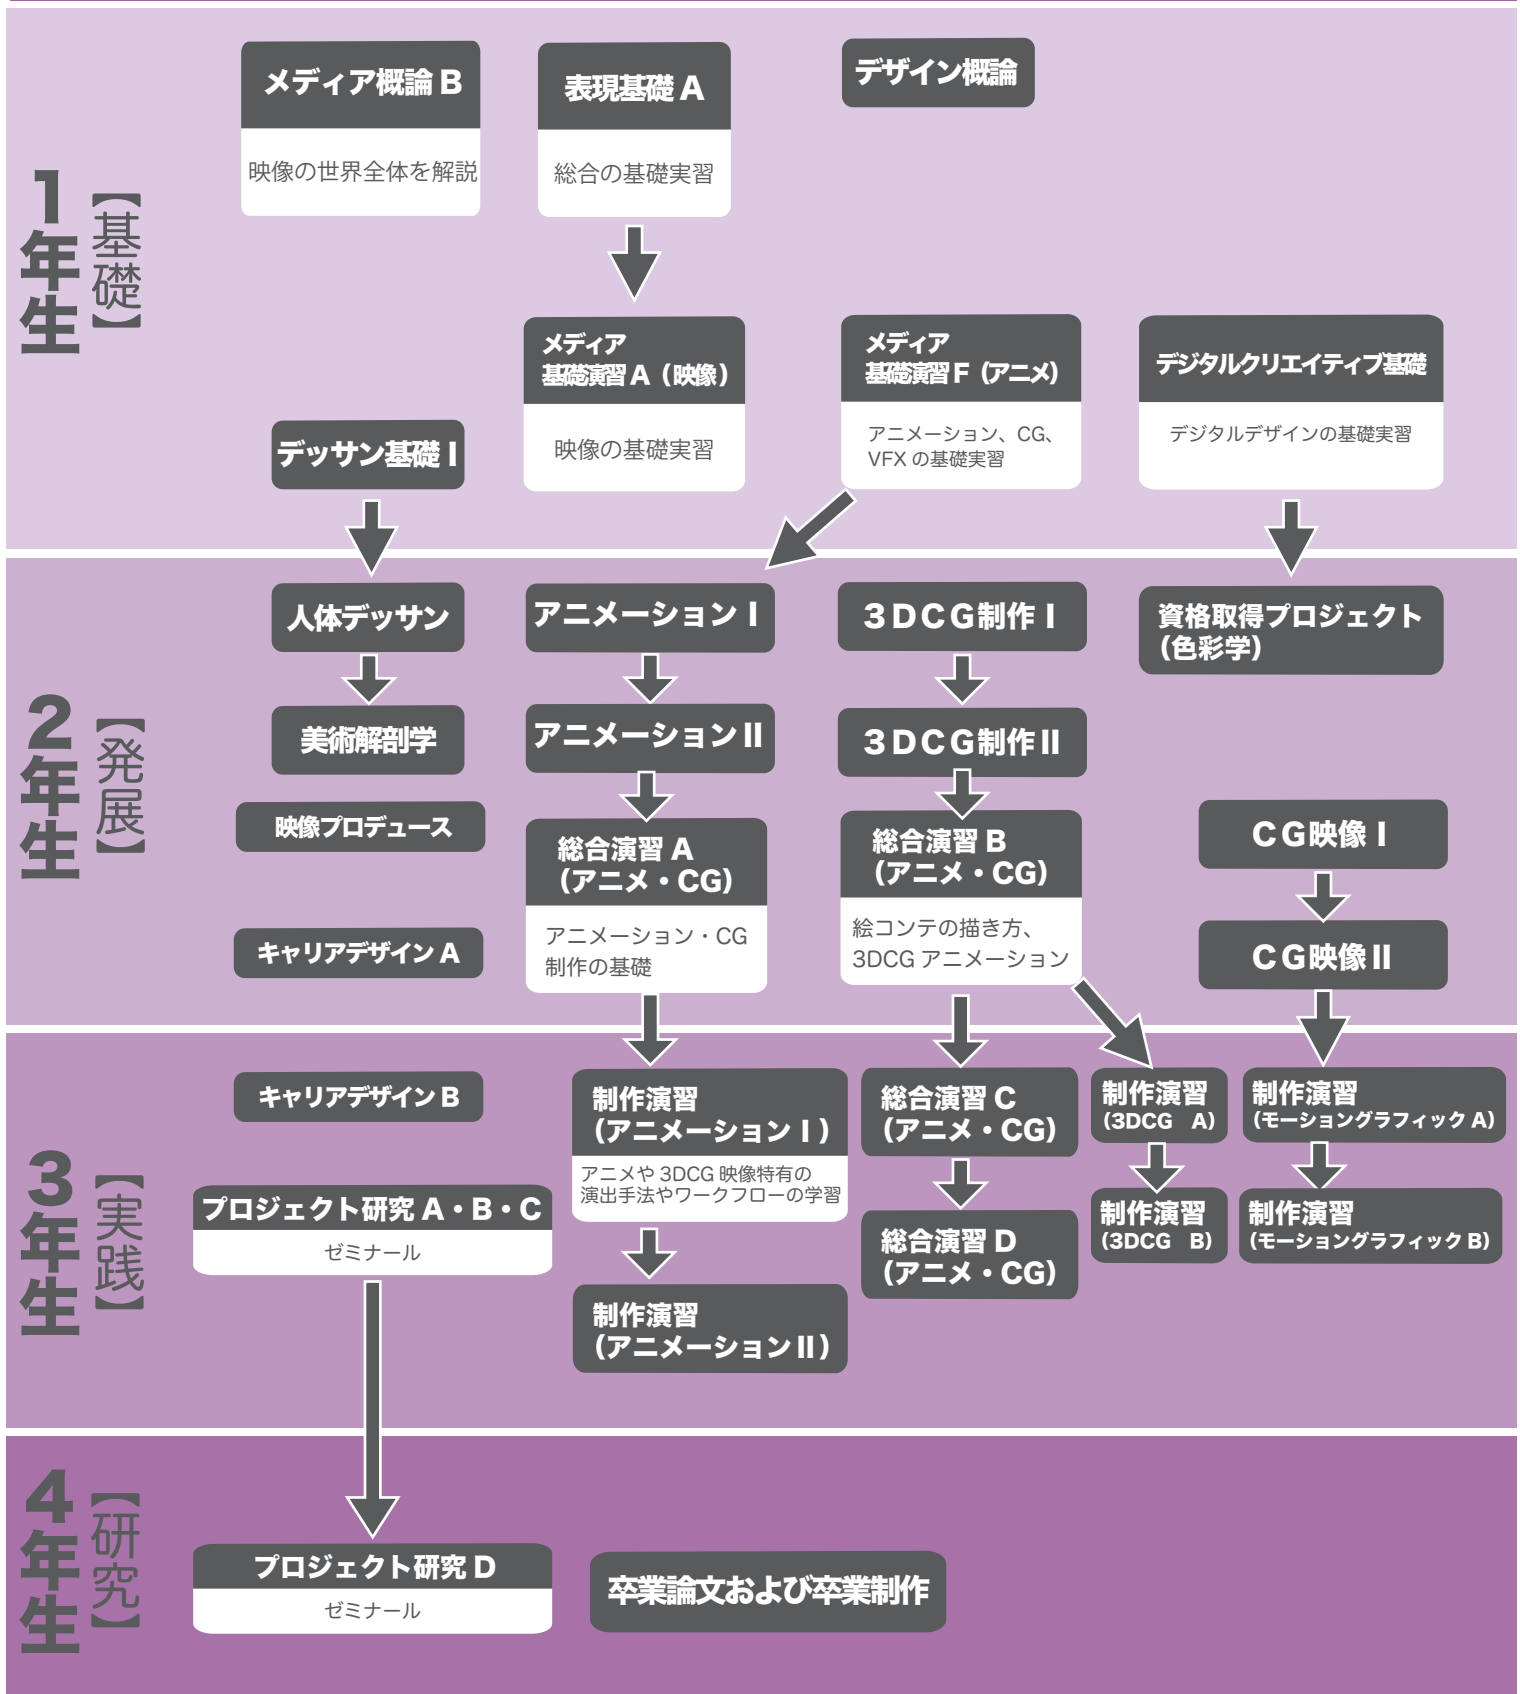 1年生
【基礎】
メディア概論 B
映像の世界全体を解説
表現基礎 A
総合の基礎実習
デザイン概論
メディア
基礎演習 A（映像）
映像の基礎実習
メディア
基礎演習 F（アニメ）
アニメーション、CG、
VFX の基礎実習
デジタルクリエイティブ基礎
デジタルデザインの基礎実習
デッサン基礎 I
2年生
【発展】
人体デッサン
アニメーション I
３DCG制作 I
資格取得プロジェクト
（色彩学）
美術解剖学
アニメーション II
３DCG制作 II
映像プロデュース
総合演習 A
（アニメ・CG）
アニメーション・CG
制作の基礎
総合演習 B
（アニメ・CG）
絵コンテの描き方、
3DCG アニメーション
CG映像 I
キャリアデザイン A
CG映像 II
3年生
【実践】
キャリアデザイン B
制作演習
（アニメーション I）
アニメや 3DCG 映像特有の
演出手法やワークフローの学習
総合演習 C
（アニメ・CG）
制作演習
（3DCG　A）
制作演習
（モーショングラフィック A）
プロジェクト研究 A・B・C
ゼミナール
総合演習 D
（アニメ・CG）
制作演習
（3DCG　B）
制作演習
（モーショングラフィック B）
制作演習
（アニメーション II）
4年生
【研究】
プロジェクト研究 D
ゼミナール
卒業論文および卒業制作